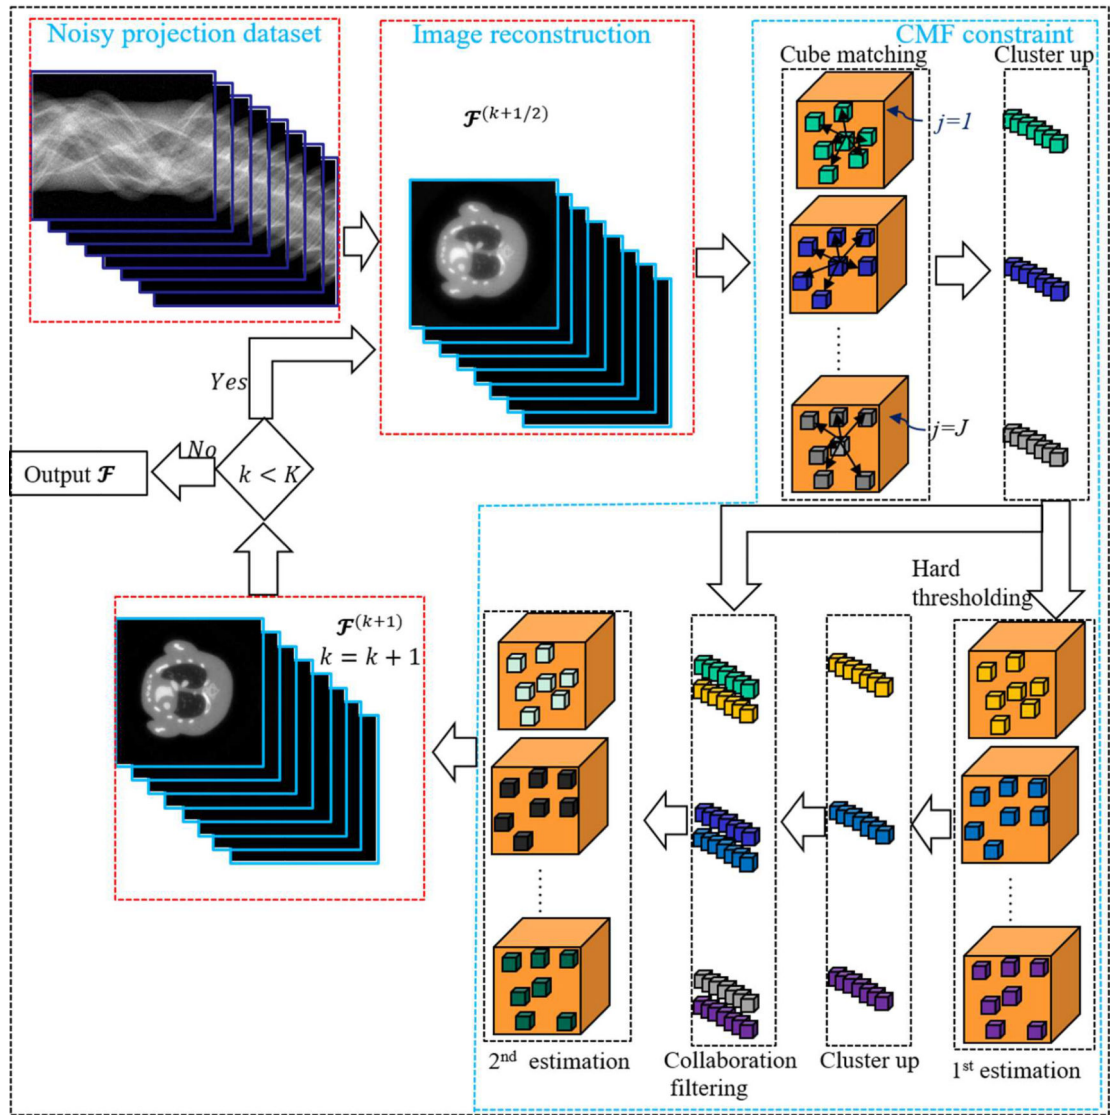 Noisy projection dataset
Image reconstruction
CMF constraint
Cube matching
Cluster up
𝓕^(k+1/2)
j=1
j=J
Yes
No
k < K
Output 𝓕
Hard
thresholding
𝓕^(k+1)
k = k + 1
2nd estimation
Collaboration
filtering
Cluster up
1st estimation